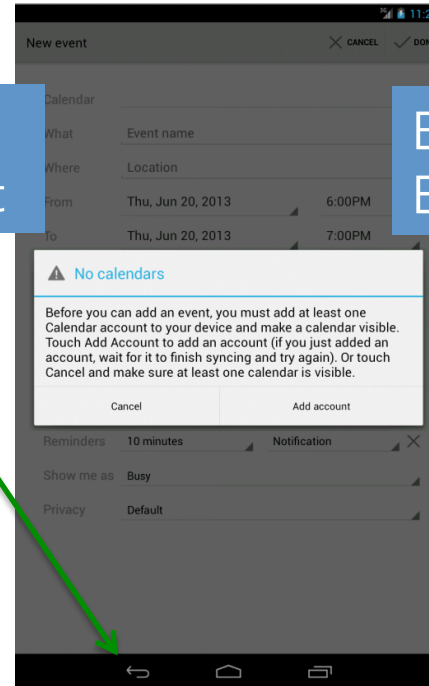 3G 11:2
New event
CANCEL
Calendar
What Event name
Where Location
From Thu, Jun 20, 2013 6:00PM
To Thu, Jun 20, 2013 7:00PM
No calendars
Before you can add an event, you must add at least one
Calendar account to your device and make a calendar visible.
Touch Add Account to add an account (if you just added an
account, wait for it to finish syncing and try again). Or touch
Cancel and make sure at least one calendar is visible.
Cancel Add account
Reminders 10 minutes Notification
Show me as Busy
Privacy Default